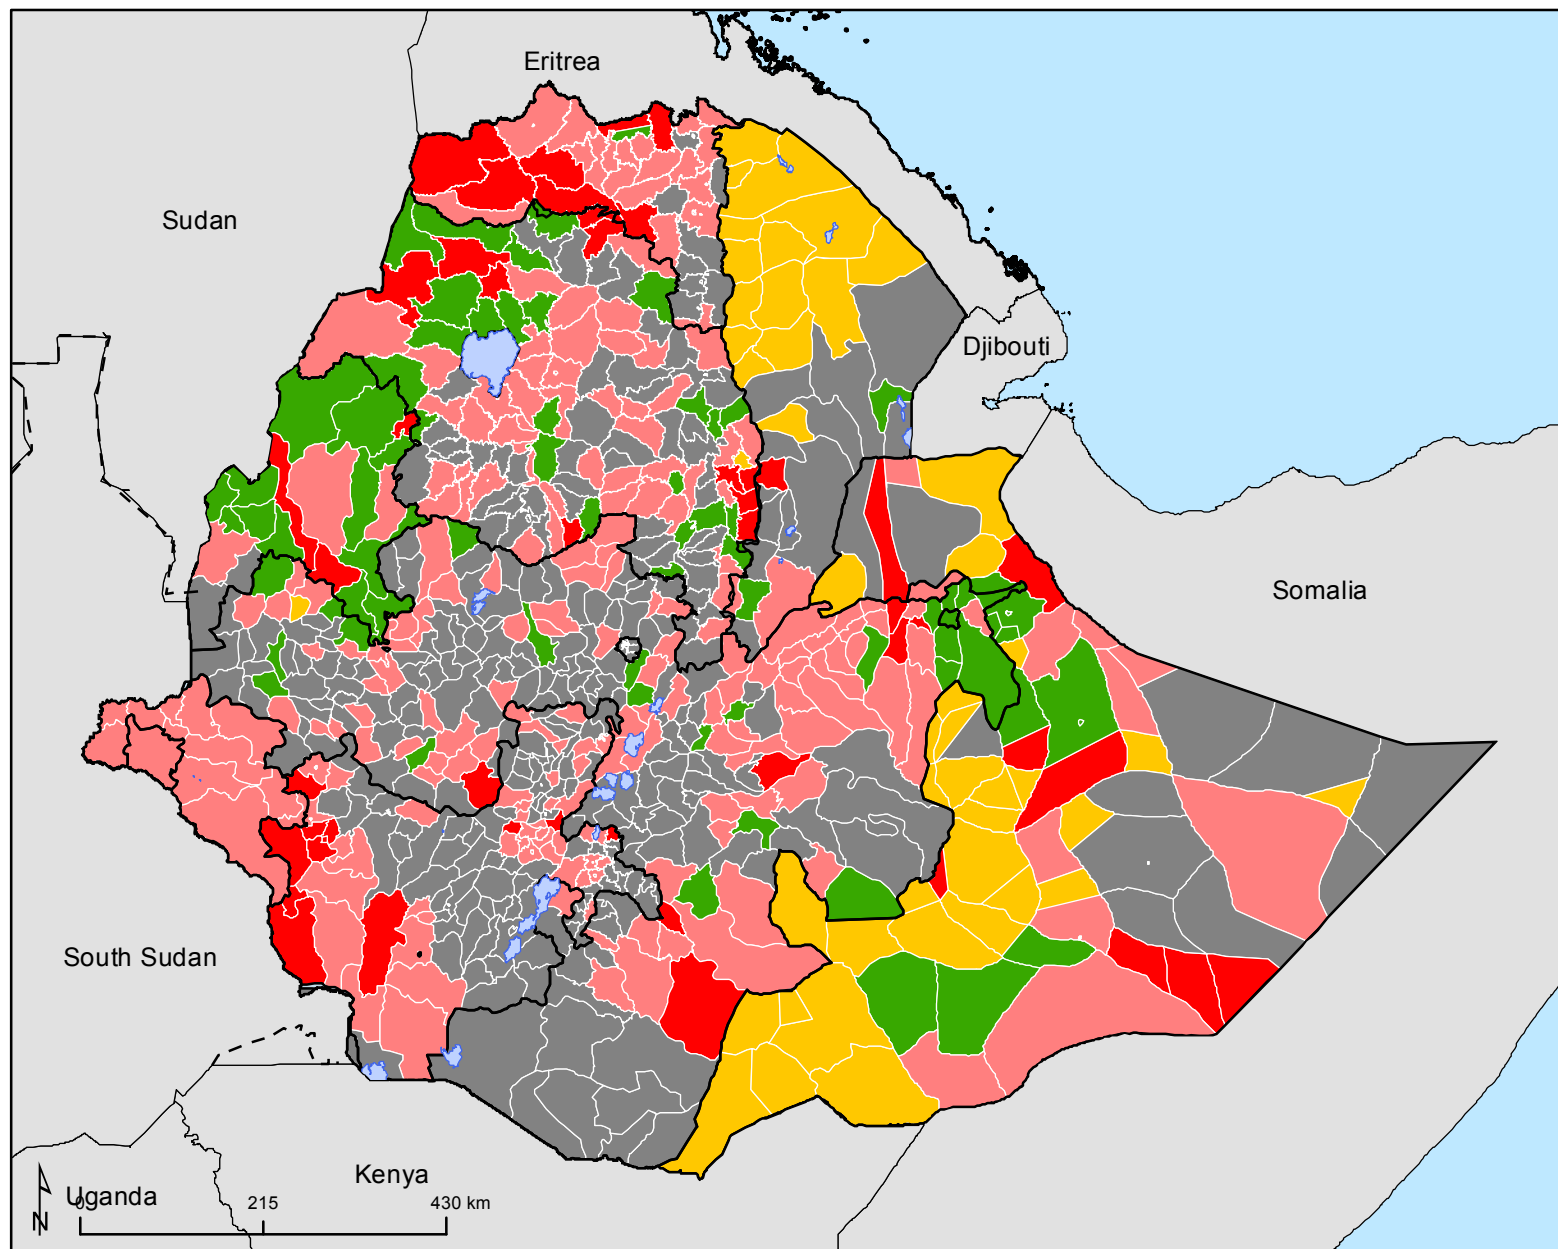 Eritrea
Sudan
Djibouti
Somalia
South Sudan
Kenya
Uganda
N
0 215 430 km